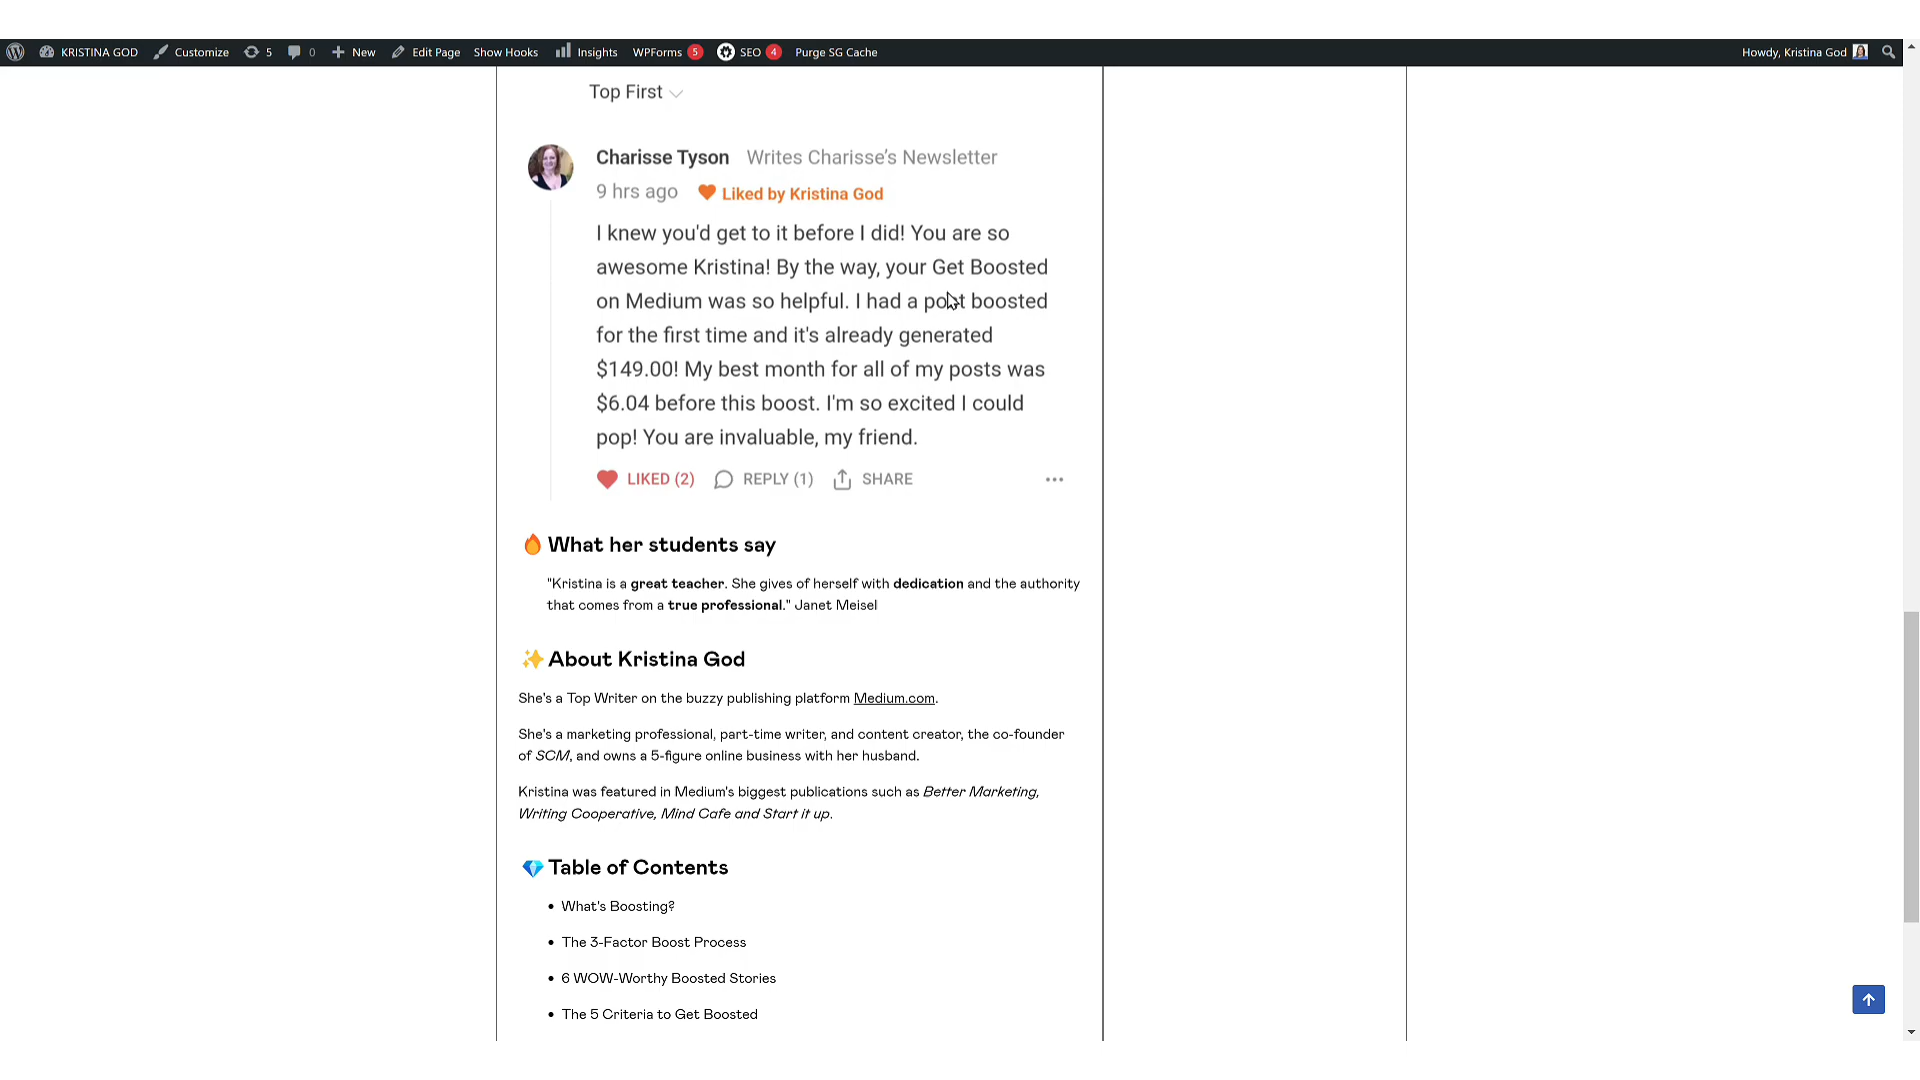 KRISTINA GOD Customize 5 0 New Edit Page Show Hooks Insights WPForms 5 SEO 4 Purge SG Cache Howdy, Kristina God
Top First
Charisse Tyson Writes Charisse's Newsletter
9 hrs ago Liked by Kristina God
I knew you'd get to it before I did! You are so
awesome Kristina! By the way, your Get Boosted
on Medium was so helpful. I had a post boosted
for the first time and it's already generated
$149.00! My best month for all of my posts was
$6.04 before this boost. I'm so excited I could
pop! You are invaluable, my friend.
LIKED (2) REPLY (1) SHARE
What her students say
"Kristina is a great teacher. She gives of herself with dedication and the authority
that comes from a true professional." Janet Meisel
About Kristina God
She's a Top Writer on the buzzy publishing platform Medium.com.
She's a marketing professional, part-time writer, and content creator, the co-founder
of SCM, and owns a 5-figure online business with her husband.
Kristina was featured in Medium's biggest publications such as Better Marketing,
Writing Cooperative, Mind Cafe and Start it up.
Table of Contents
• What's Boosting?
• The 3-Factor Boost Process
• 6 WOW-Worthy Boosted Stories
• The 5 Criteria to Get Boosted